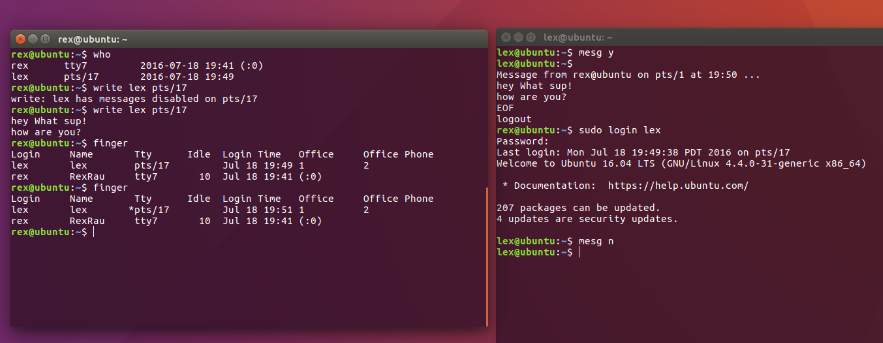 rex@ubuntu: ~
rex@ubuntu:~$ who
rex      tty7         2016-07-18 19:41 (:0)
lex      pts/17       2016-07-18 19:49
rex@ubuntu:~$ write lex pts/17
write: lex has messages disabled on pts/17
rex@ubuntu:~$ write lex pts/17
hey What sup!
how are you?
rex@ubuntu:~$ finger
Login     Name       Tty      Idle  Login Time   Office     Office Phone
lex       lex        pts/17         Jul 18 19:49 1          2
rex       RexRau     tty7       10  Jul 18 19:41 (:0)
rex@ubuntu:~$ finger
Login     Name       Tty      Idle  Login Time   Office     Office Phone
lex       lex       *pts/17         Jul 18 19:51 1          2
rex       RexRau     tty7       10  Jul 18 19:41 (:0)
rex@ubuntu:~$
lex@ubuntu: ~
lex@ubuntu:~$ mesg y
lex@ubuntu:~$
Message from rex@ubuntu on pts/1 at 19:50 ...
hey What sup!
how are you?
EOF
logout
rex@ubuntu:~$ sudo login lex
Password:
Last login: Mon Jul 18 19:49:38 PDT 2016 on pts/17
Welcome to Ubuntu 16.04 LTS (GNU/Linux 4.4.0-31-generic x86_64)
 * Documentation:  https://help.ubuntu.com/
207 packages can be updated.
4 updates are security updates.
lex@ubuntu:~$ mesg n
lex@ubuntu:~$